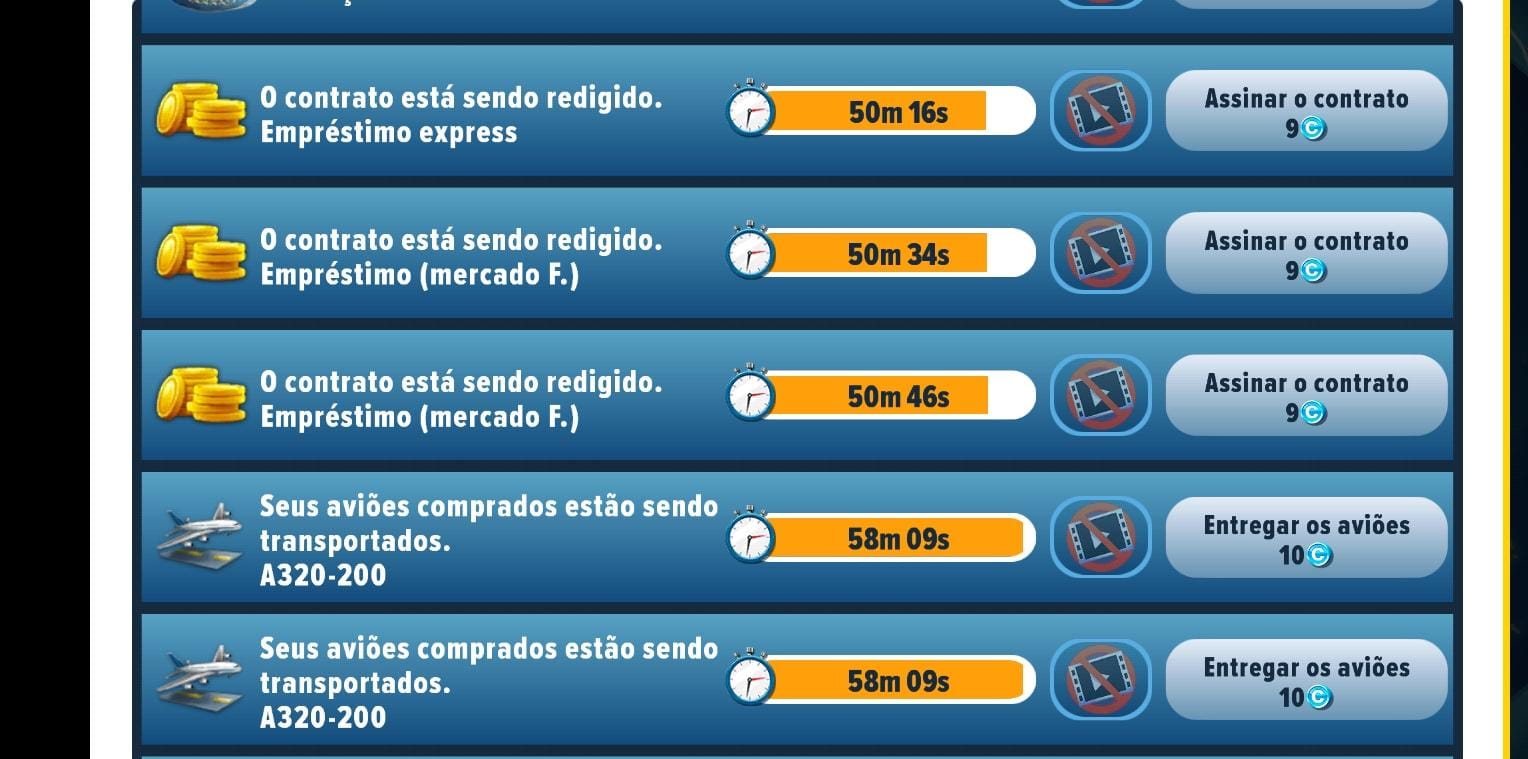 O contrato está sendo redigido.
Empréstimo express
50m 16s
Assinar o contrato
9
O contrato está sendo redigido.
Empréstimo (mercado F.)
50m 34s
Assinar o contrato
9
O contrato está sendo redigido.
Empréstimo (mercado F.)
50m 46s
Assinar o contrato
9
Seus aviões comprados estão sendo
transportados.
A320-200
58m 09s
Entregar os aviões
10
Seus aviões comprados estão sendo
transportados.
A320-200
58m 09s
Entregar os aviões
10